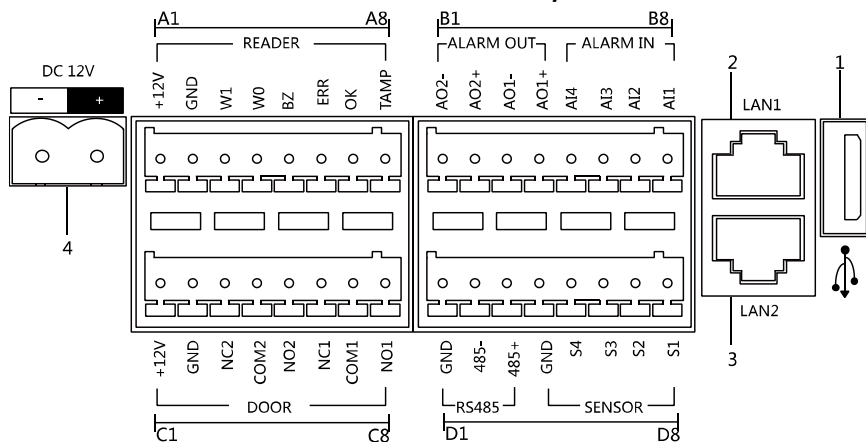 A1 A8 B1 B8
READER ALARM OUT ALARM IN 2 1
DC 12V LAN1
+12V GND W1 W0 BZ ERR OK TAMP AO2- AO2+ AO1- AO1+ AI4 AI3 AI2 AI1
- +
4
LAN2
+12V GND NC2 COM2 NO2 NC1 COM1 NO1 GND 485- 485+ GND S4 S3 S2 S1
3
DOOR RS485 SENSOR
C1 C8 D1 D8